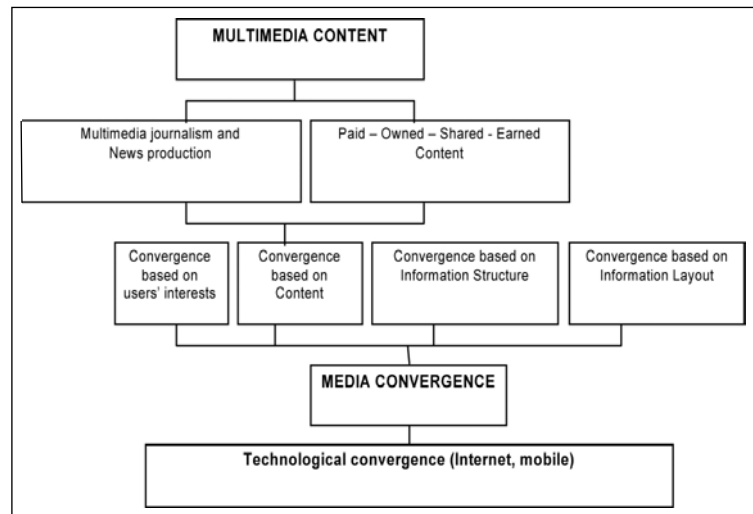 MULTIMEDIA CONTENT
Multimedia journalism and
News production
Paid – Owned – Shared - Earned
Content
Convergence
based on
users’ interests
Convergence
based on
Content
Convergence based on
Information Structure
Convergence based on
Information Layout
MEDIA CONVERGENCE
Technological convergence (Internet, mobile)